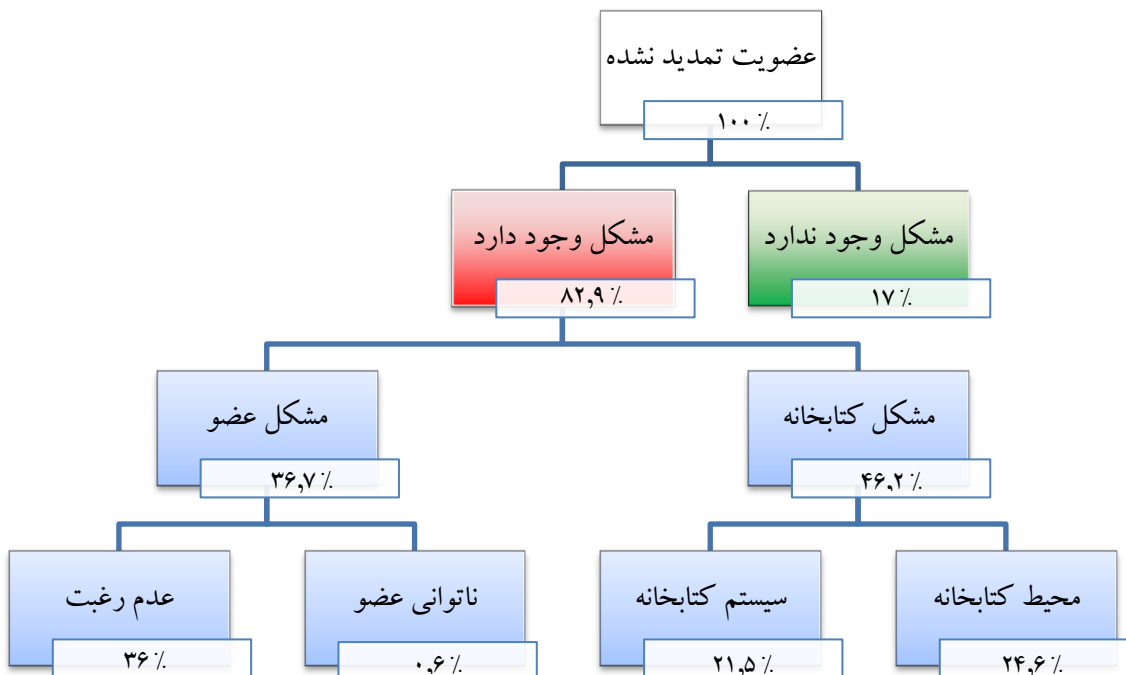 عضویت تمدید نشده
۱۰۰ ٪
مشکل وجود ندارد
۱۷ ٪
مشکل وجود دارد
۸۲,۹ ٪
مشکل کتابخانه
۴۶,۲ ٪
مشکل عضو
۳۶,۷ ٪
محیط کتابخانه
۲۴,۶ ٪
سیستم کتابخانه
۲۱,۵ ٪
ناتوانی عضو
۰,۶ ٪
عدم رغبت
۳۶ ٪